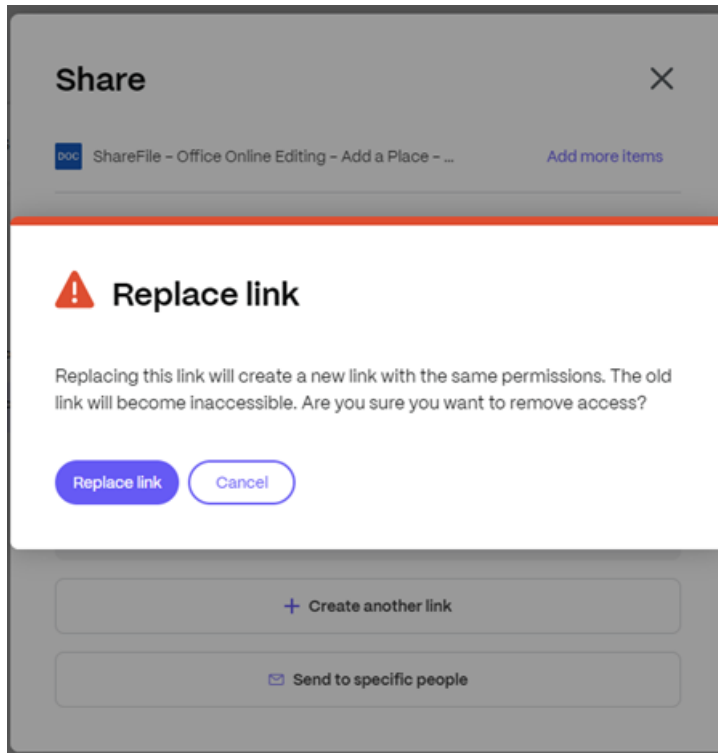 Share
DOC ShareFile – Office Online Editing – Add a Place – ... Add more items
Replace link
Replacing this link will create a new link with the same permissions. The old
link will become inaccessible. Are you sure you want to remove access?
Replace link Cancel
+ Create another link
Send to specific people